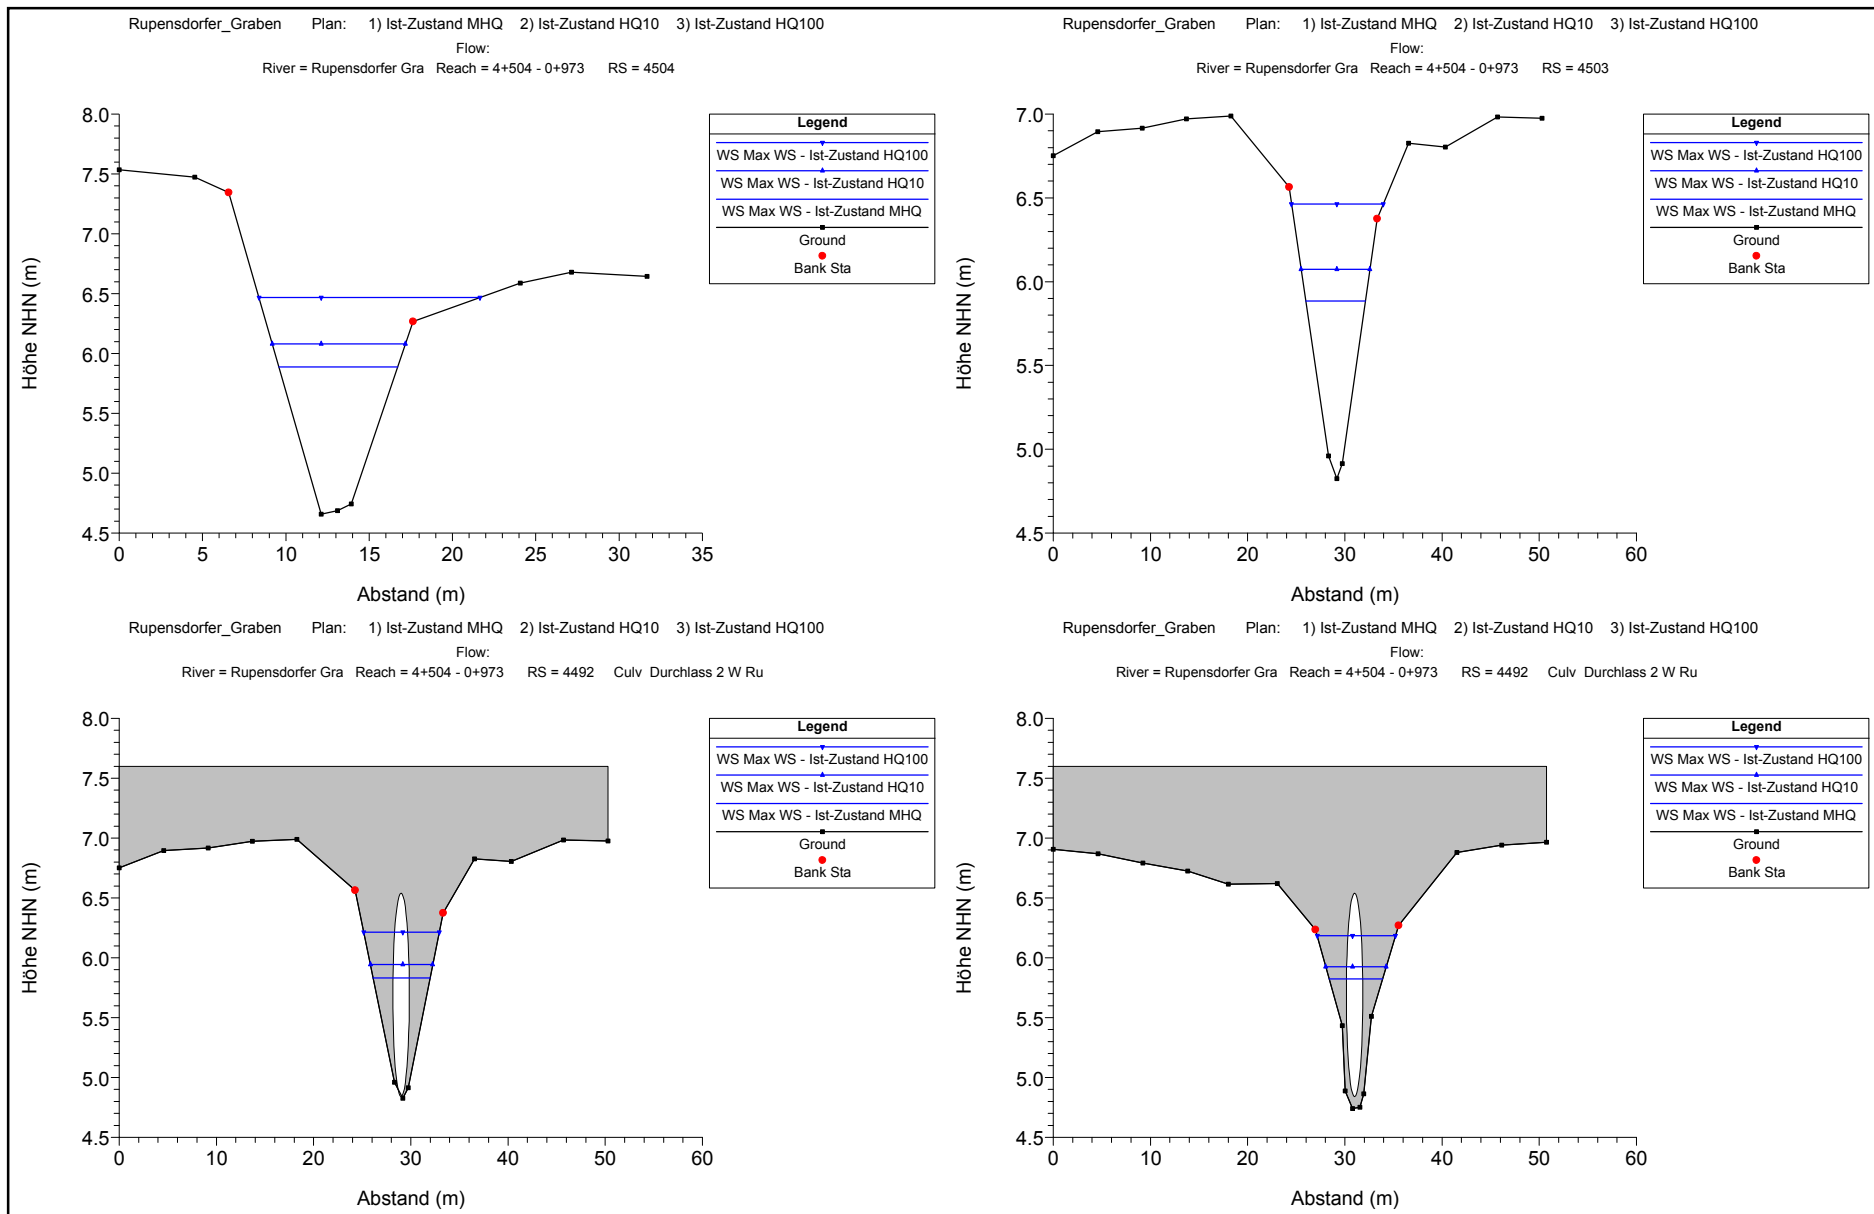 Rupensdorfer_Graben Plan: 1) Ist-Zustand MHQ 2) Ist-Zustand HQ10 3) Ist-Zustand HQ100
Flow:
River = Rupensdorfer Gra Reach = 4+504 - 0+973 RS = 4504
8.0
7.5
7.0
6.5
6.0
5.5
5.0
4.5
Höhe NHN (m)
0 5 10 15 20 25 30 35
Abstand (m)
Legend
WS Max WS - Ist-Zustand HQ100
WS Max WS - Ist-Zustand HQ10
WS Max WS - Ist-Zustand MHQ
Ground
Bank Sta
Rupensdorfer_Graben Plan: 1) Ist-Zustand MHQ 2) Ist-Zustand HQ10 3) Ist-Zustand HQ100
Flow:
River = Rupensdorfer Gra Reach = 4+504 - 0+973 RS = 4503
7.0
6.5
6.0
5.5
5.0
4.5
Höhe NHN (m)
0 10 20 30 40 50 60
Abstand (m)
Legend
WS Max WS - Ist-Zustand HQ100
WS Max WS - Ist-Zustand HQ10
WS Max WS - Ist-Zustand MHQ
Ground
Bank Sta
Rupensdorfer_Graben Plan: 1) Ist-Zustand MHQ 2) Ist-Zustand HQ10 3) Ist-Zustand HQ100
Flow:
River = Rupensdorfer Gra Reach = 4+504 - 0+973 RS = 4492 Culv Durchlass 2 W Ru
8.0
7.5
7.0
6.5
6.0
5.5
5.0
4.5
Höhe NHN (m)
0 10 20 30 40 50 60
Abstand (m)
Legend
WS Max WS - Ist-Zustand HQ100
WS Max WS - Ist-Zustand HQ10
WS Max WS - Ist-Zustand MHQ
Ground
Bank Sta
Rupensdorfer_Graben Plan: 1) Ist-Zustand MHQ 2) Ist-Zustand HQ10 3) Ist-Zustand HQ100
Flow:
River = Rupensdorfer Gra Reach = 4+504 - 0+973 RS = 4492 Culv Durchlass 2 W Ru
8.0
7.5
7.0
6.5
6.0
5.5
5.0
4.5
Höhe NHN (m)
0 10 20 30 40 50 60
Abstand (m)
Legend
WS Max WS - Ist-Zustand HQ100
WS Max WS - Ist-Zustand HQ10
WS Max WS - Ist-Zustand MHQ
Ground
Bank Sta